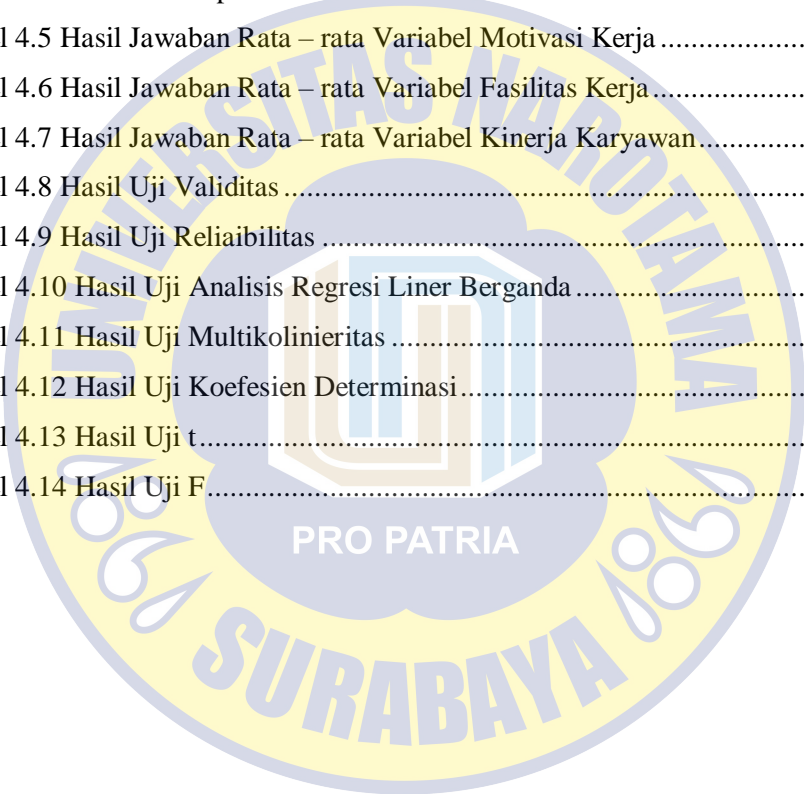 l 4.5 Hasil Jawaban Rata – rata Variabel Motivasi Kerja ...................
l 4.6 Hasil Jawaban Rata – rata Variabel Fasilitas Kerja ....................
l 4.7 Hasil Jawaban Rata – rata Variabel Kinerja Karyawan..............
l 4.8 Hasil Uji Validitas ......................................................................
l 4.9 Hasil Uji Reliaibilitas .................................................................
l 4.10 Hasil Uji Analisis Regresi Liner Berganda ...............................
l 4.11 Hasil Uji Multikolinieritas ........................................................
l 4.12 Hasil Uji Koefesien Determinasi ..............................................
l 4.13 Hasil Uji t ..................................................................................
l 4.14 Hasil Uji F .................................................................................
UNIVERSITAS NAROTAMA
PRO PATRIA
SURABAYA